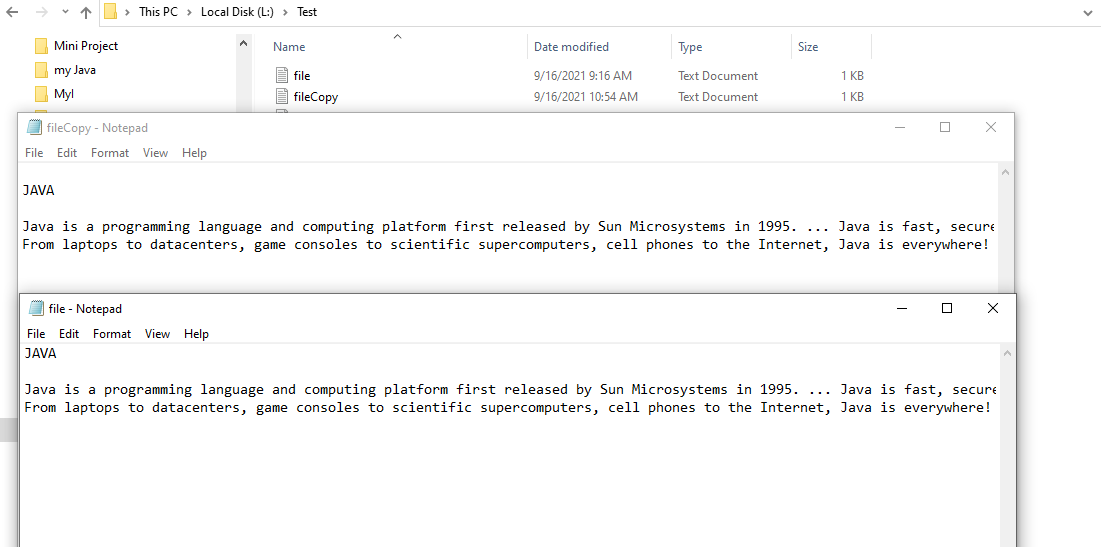 This PC > Local Disk (L:) > Test
Name Date modified Type Size
Mini Project
my Java
MyI
file 9/16/2021 9:16 AM Text Document 1 KB
fileCopy 9/16/2021 10:54 AM Text Document 1 KB
fileCopy - Notepad
File Edit Format View Help
JAVA
Java is a programming language and computing platform first released by Sun Microsystems in 1995. ... Java is fast, secure
From laptops to datacenters, game consoles to scientific supercomputers, cell phones to the Internet, Java is everywhere!
file - Notepad
File Edit Format View Help
JAVA
Java is a programming language and computing platform first released by Sun Microsystems in 1995. ... Java is fast, secure
From laptops to datacenters, game consoles to scientific supercomputers, cell phones to the Internet, Java is everywhere!